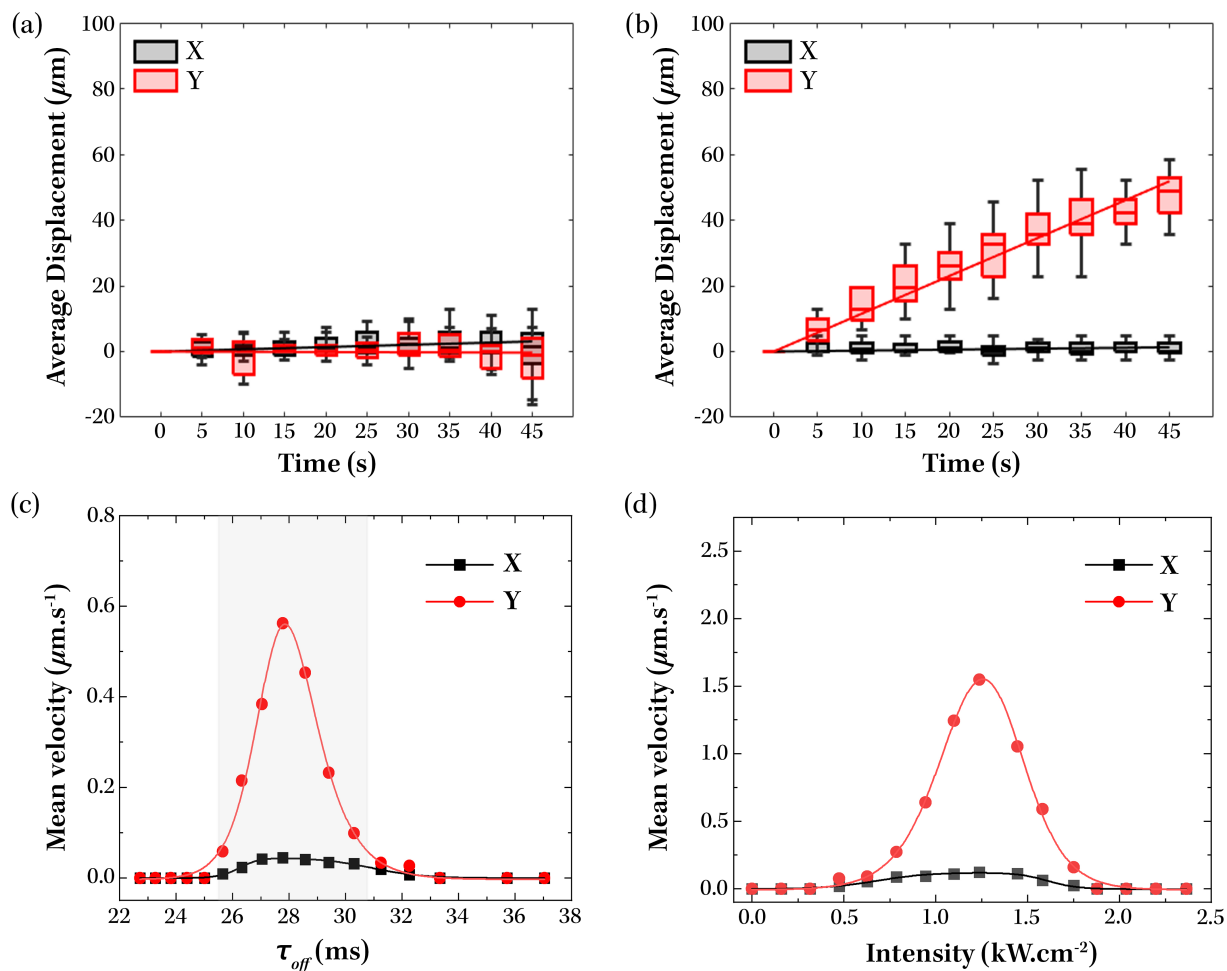 (a)
100
80
60
40
20
0
-20
Average Displacement (μm)
X
Y
0 5 10 15 20 25 30 35 40 45
Time (s)
(b)
100
80
60
40
20
0
-20
Average Displacement (μm)
X
Y
0 5 10 15 20 25 30 35 40 45
Time (s)
(c)
0.8
0.6
0.4
0.2
0.0
Mean velocity (μm.s⁻¹)
X
Y
22 24 26 28 30 32 34 36 38
τoff (ms)
(d)
2.5
2.0
1.5
1.0
0.5
0.0
Mean velocity (μm.s⁻¹)
X
Y
0.0 0.5 1.0 1.5 2.0 2.5
Intensity (kW.cm⁻²)